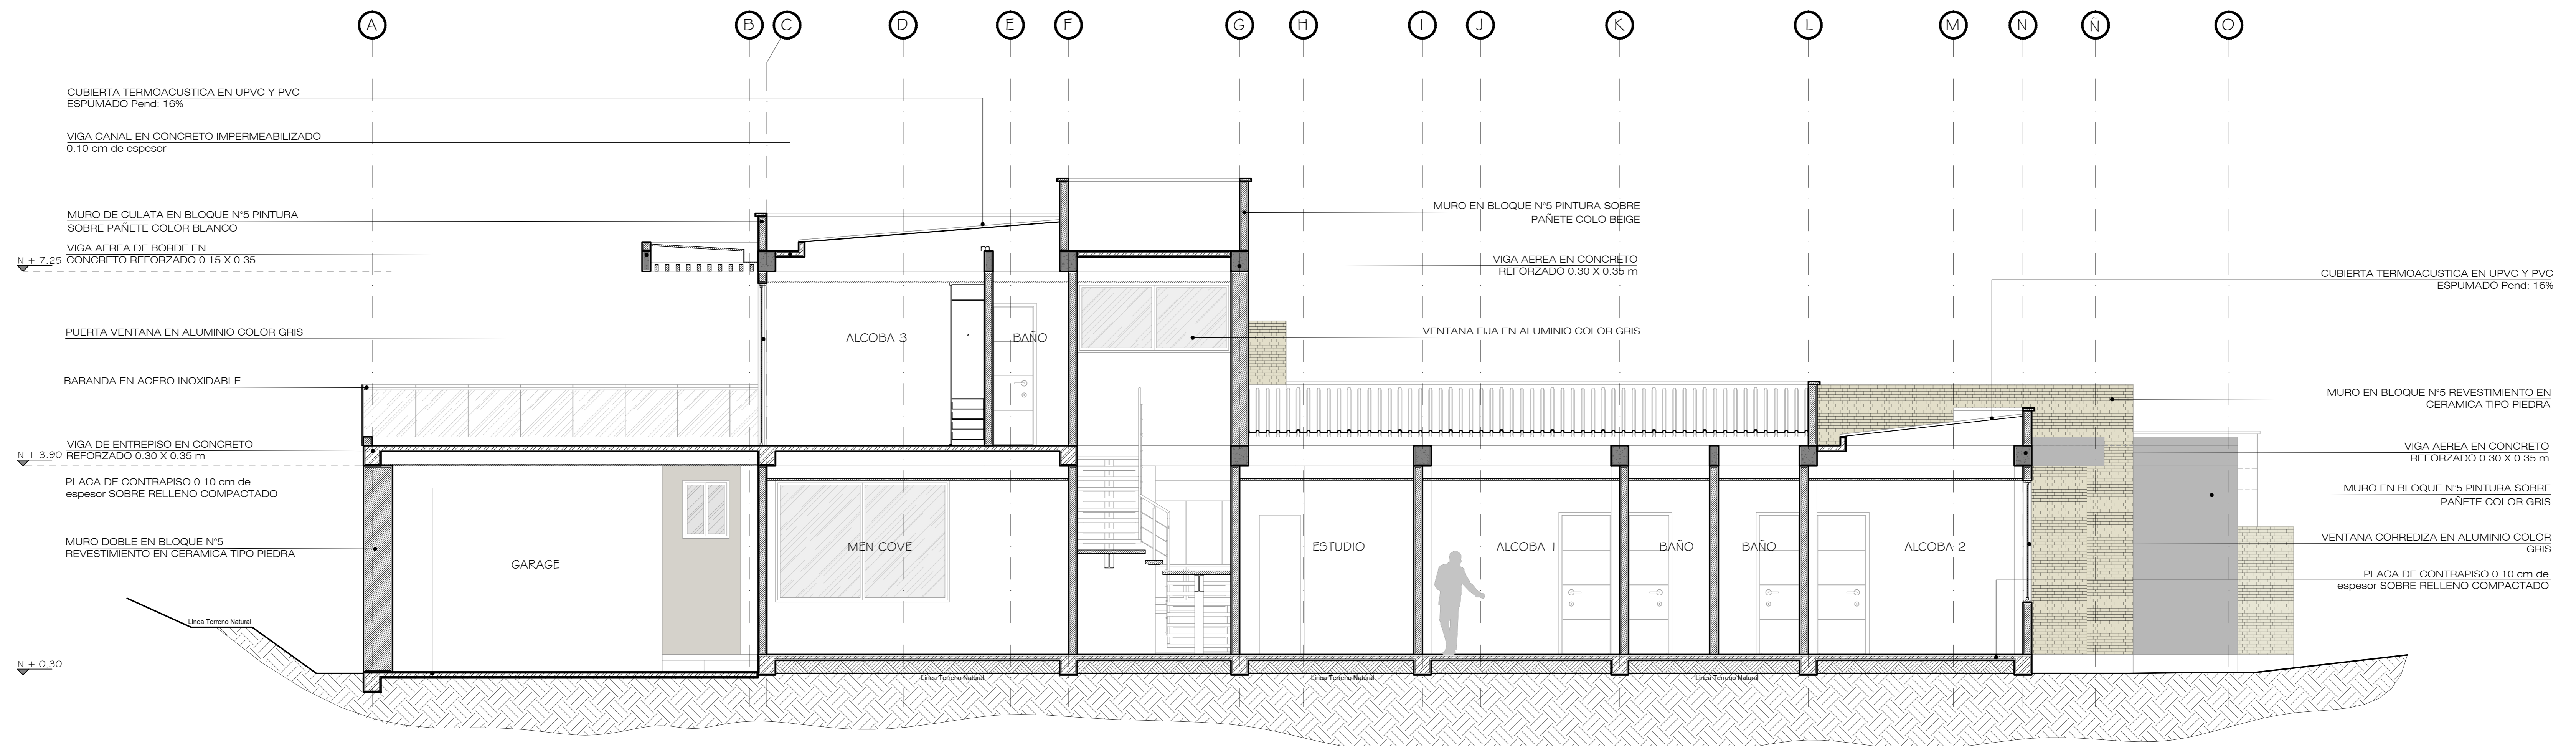 A B C D E F G H I J K L M N Ñ O
CUBIERTA TERMOACUSTICA EN UPVC Y PVC
ESPUMADO Pend: 16%
VIGA CANAL EN CONCRETO IMPERMEABILIZADO
0.10 cm de espesor
MURO DE CULATA EN BLOQUE N°5 PINTURA
SOBRE PAÑETE COLOR BLANCO
VIGA AEREA DE BORDE EN
N + 7.25 CONCRETO REFORZADO 0.15 X 0.35
PUERTA VENTANA EN ALUMINIO COLOR GRIS
BARANDA EN ACERO INOXIDABLE
VIGA DE ENTREPISO EN CONCRETO
N + 3.90 REFORZADO 0.30 X 0.35 m
PLACA DE CONTRAPISO 0.10 cm de
espesor SOBRE RELLENO COMPACTADO
MURO DOBLE EN BLOQUE N°5
REVESTIMIENTO EN CERAMICA TIPO PIEDRA
Linea Terreno Natural
N + 0.30
m
ALCOBA 3
BAÑO
GARAGE
MEN COVE
ESTUDIO
ALCOBA 1
BAÑO
BAÑO
ALCOBA 2
Linea Terreno Natural
Linea Terreno Natural
Linea Terreno Natural
MURO EN BLOQUE N°5 PINTURA SOBRE
PAÑETE COLO BEIGE
VIGA AEREA EN CONCRETO
REFORZADO 0.30 X 0.35 m
VENTANA FIJA EN ALUMINIO COLOR GRIS
CUBIERTA TERMOACUSTICA EN UPVC Y PVC
ESPUMADO Pend: 16%
MURO EN BLOQUE N°5 REVESTIMIENTO EN
CERAMICA TIPO PIEDRA
VIGA AEREA EN CONCRETO
REFORZADO 0.30 X 0.35 m
MURO EN BLOQUE N°5 PINTURA SOBRE
PAÑETE COLOR GRIS
VENTANA CORREDIZA EN ALUMINIO COLOR
GRIS
PLACA DE CONTRAPISO 0.10 cm de
espesor SOBRE RELLENO COMPACTADO